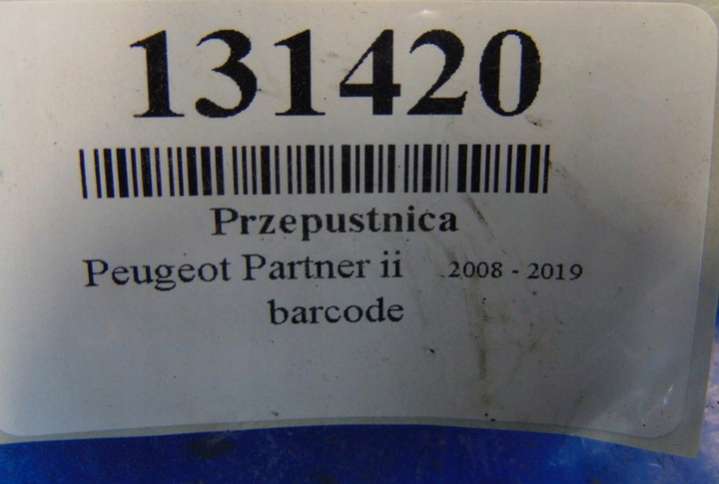 131420
Przepustnica
Peugeot Partner ii 2008 - 2019
barcode